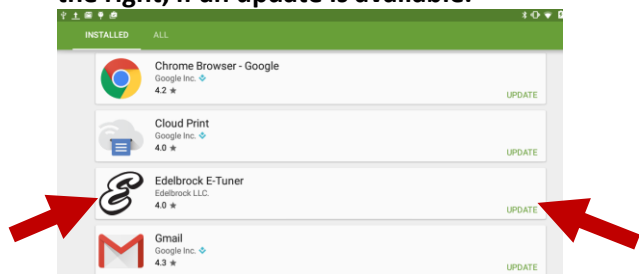 the right, if an update is available.
INSTALLED ALL
Chrome Browser - Google
Google Inc.
4.2 ★
UPDATE
Cloud Print
Google Inc.
4.0 ★
UPDATE
Edelbrock E-Tuner
Edelbrock LLC.
4.0 ★
UPDATE
Gmail
Google Inc.
4.3 ★
UPDATE